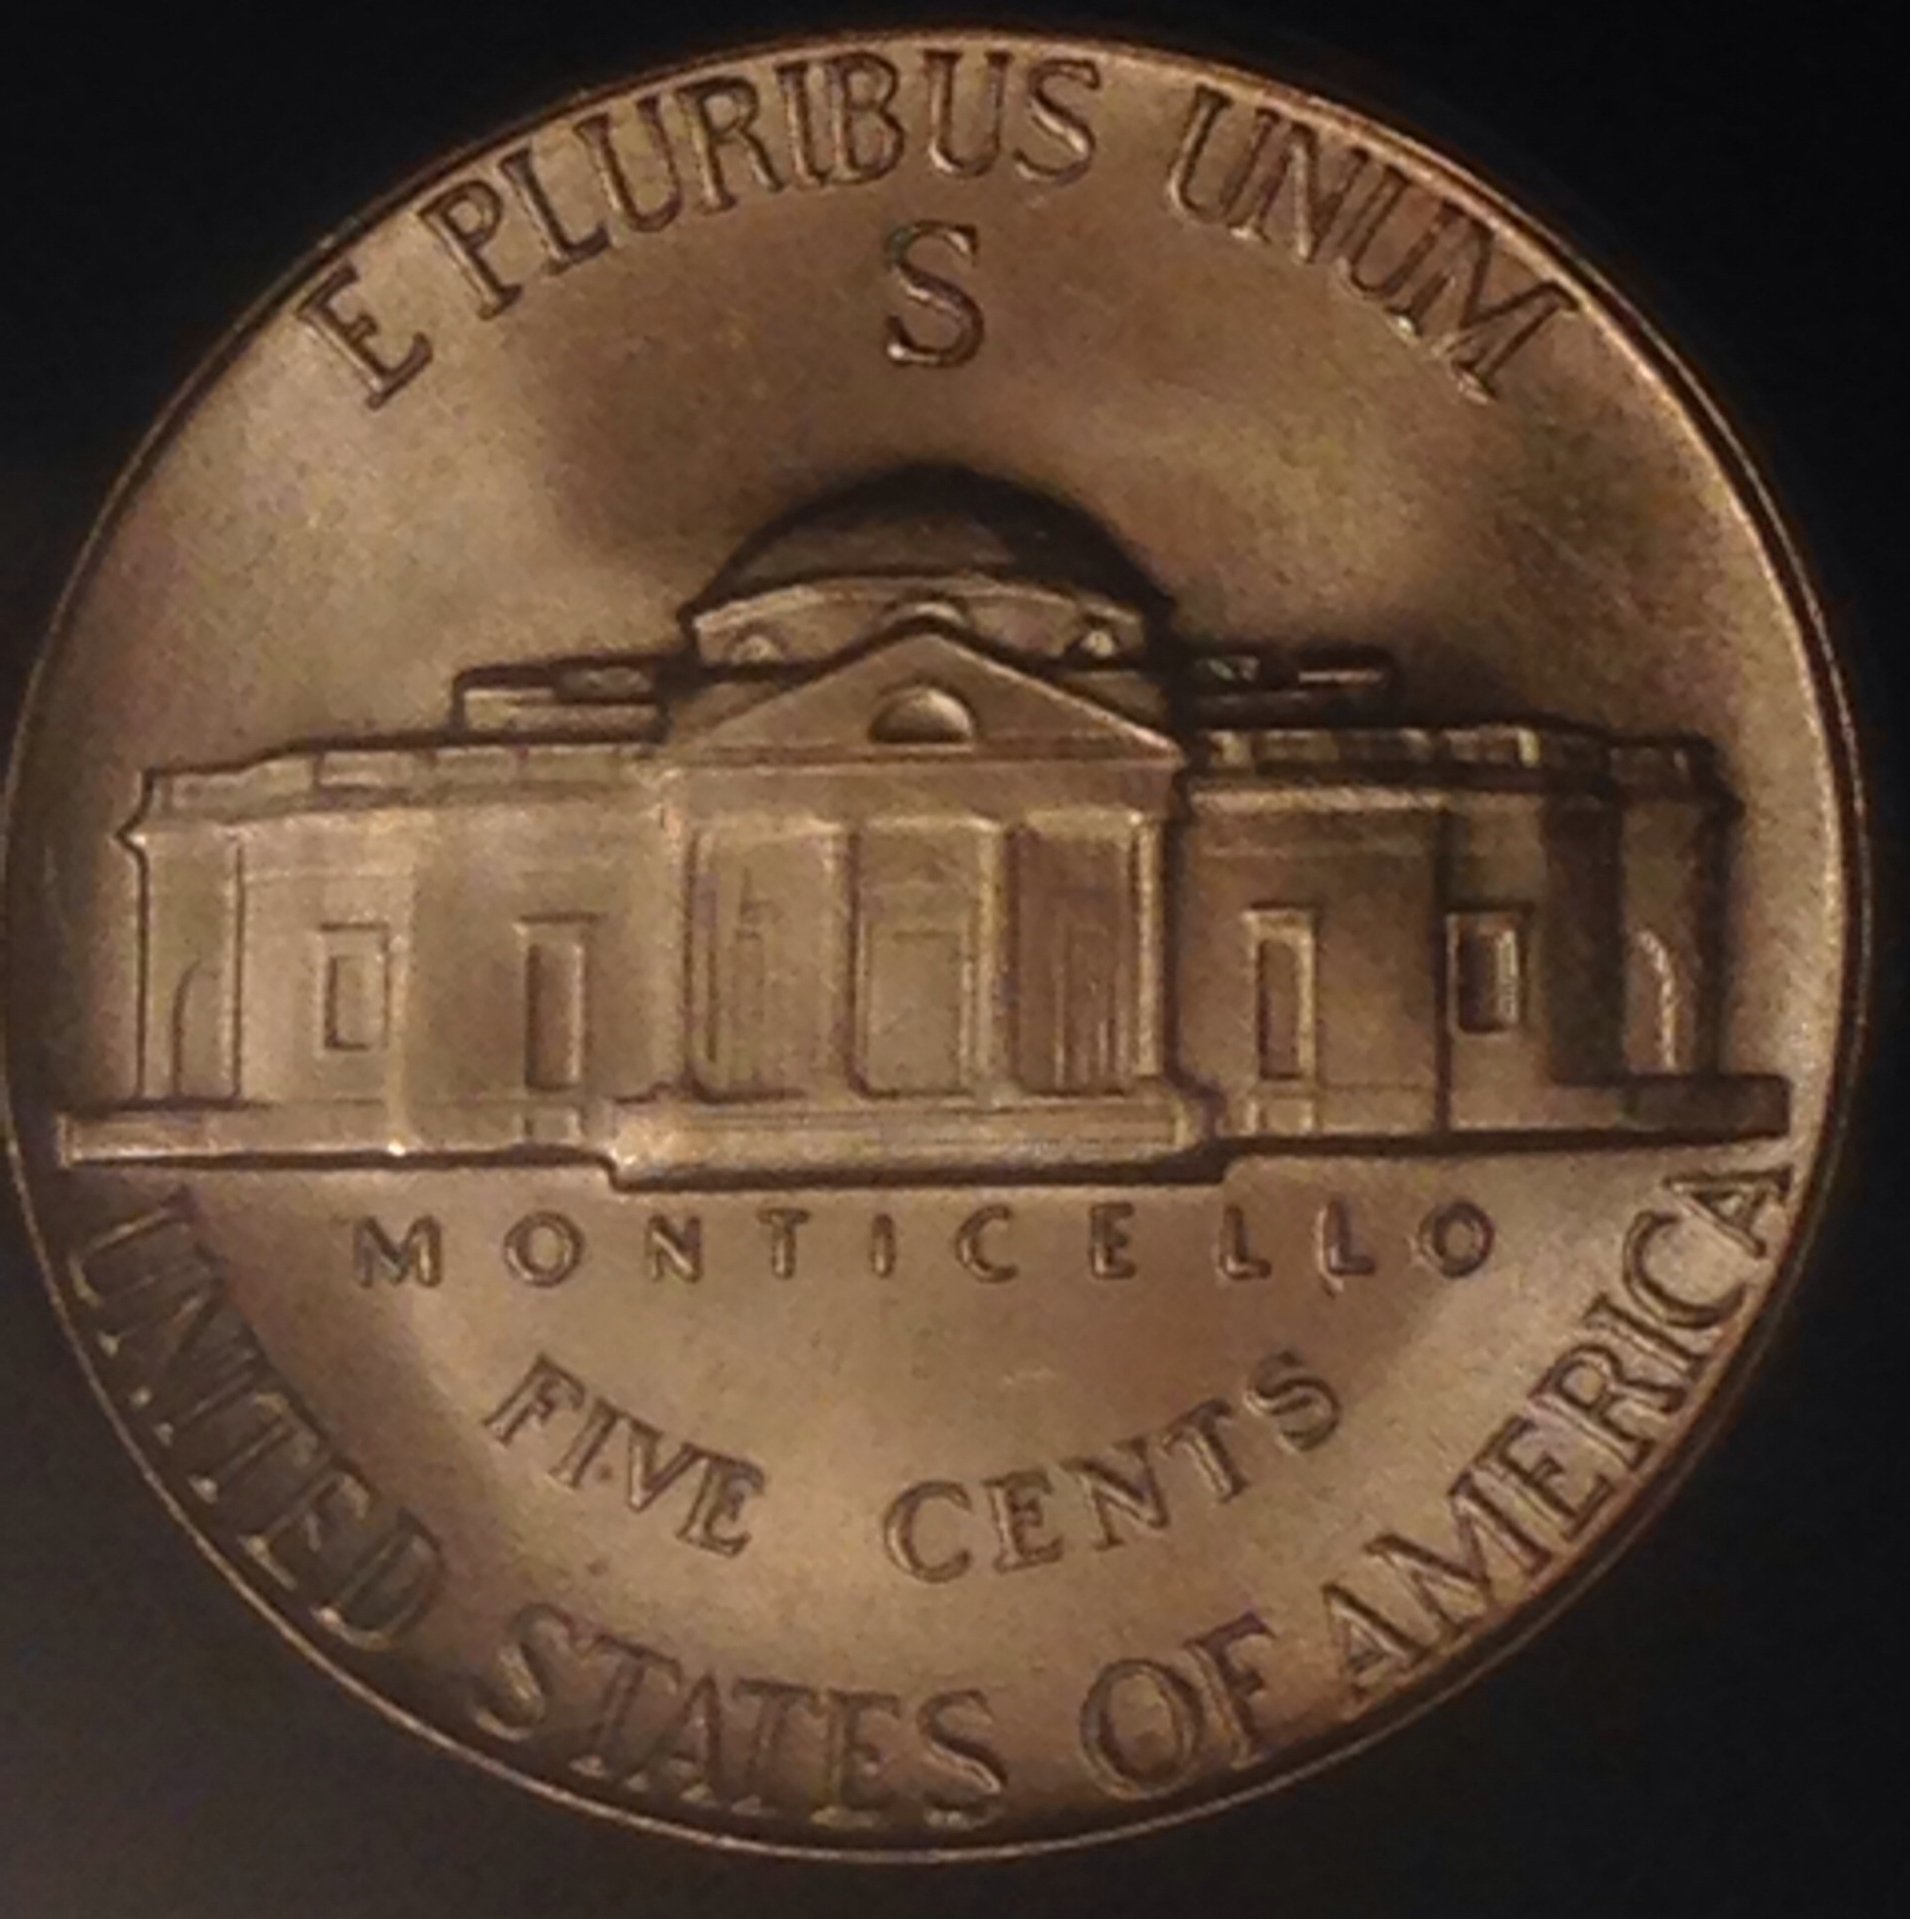 E PLURIBUS UNUM
S
MONTICELLO
FIVE CENTS
UNITED STATES OF AMERICA